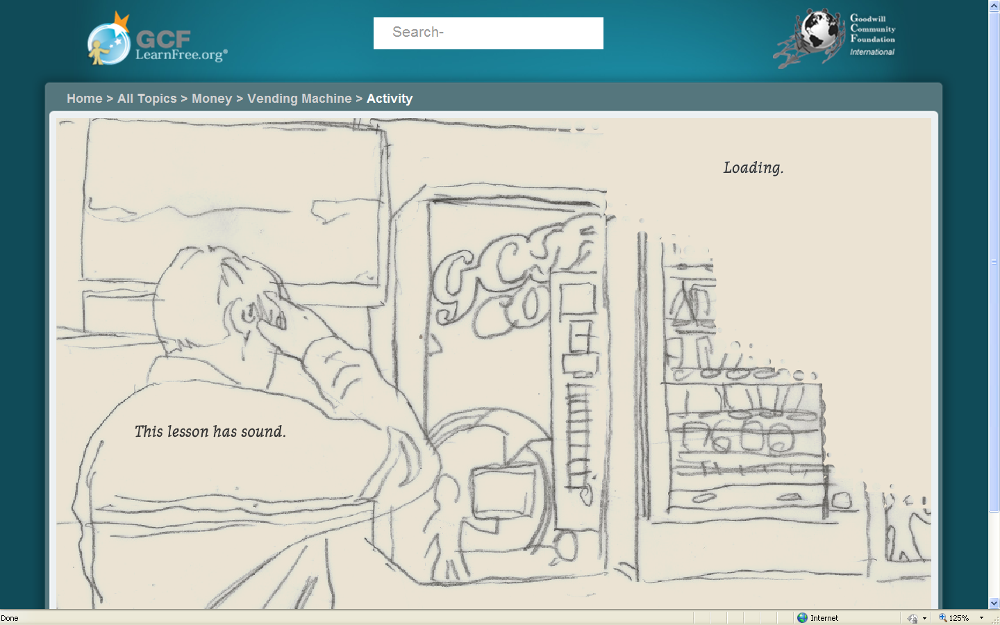 GCF
LearnFree.org®
Search-
Goodwill
Community
Foundation
International
Home > All Topics > Money > Vending Machine > Activity
Loading.
GCF
CO
This lesson has sound.
Done
Internet
125%